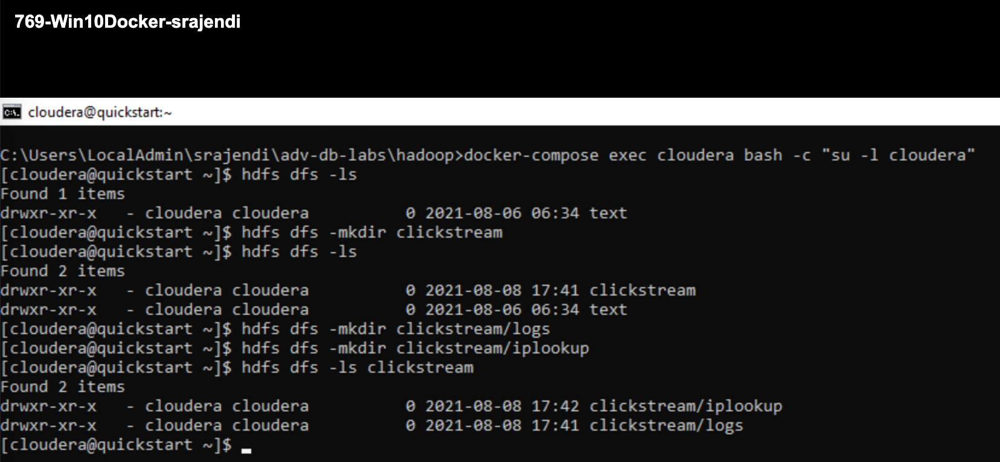 769-Win10Docker-srajendi
C:\. cloudera@quickstart:~
C:\Users\LocalAdmin\srajendi\adv-db-labs\hadoop>docker-compose exec cloudera bash -c "su -l cloudera"
[cloudera@quickstart ~]$ hdfs dfs -ls
Found 1 items
drwxr-xr-x   - cloudera cloudera          0 2021-08-06 06:34 text
[cloudera@quickstart ~]$ hdfs dfs -mkdir clickstream
[cloudera@quickstart ~]$ hdfs dfs -ls
Found 2 items
drwxr-xr-x   - cloudera cloudera          0 2021-08-08 17:41 clickstream
drwxr-xr-x   - cloudera cloudera          0 2021-08-06 06:34 text
[cloudera@quickstart ~]$ hdfs dfs -mkdir clickstream/logs
[cloudera@quickstart ~]$ hdfs dfs -mkdir clickstream/iplookup
[cloudera@quickstart ~]$ hdfs dfs -ls clickstream
Found 2 items
drwxr-xr-x   - cloudera cloudera          0 2021-08-08 17:42 clickstream/iplookup
drwxr-xr-x   - cloudera cloudera          0 2021-08-08 17:41 clickstream/logs
[cloudera@quickstart ~]$